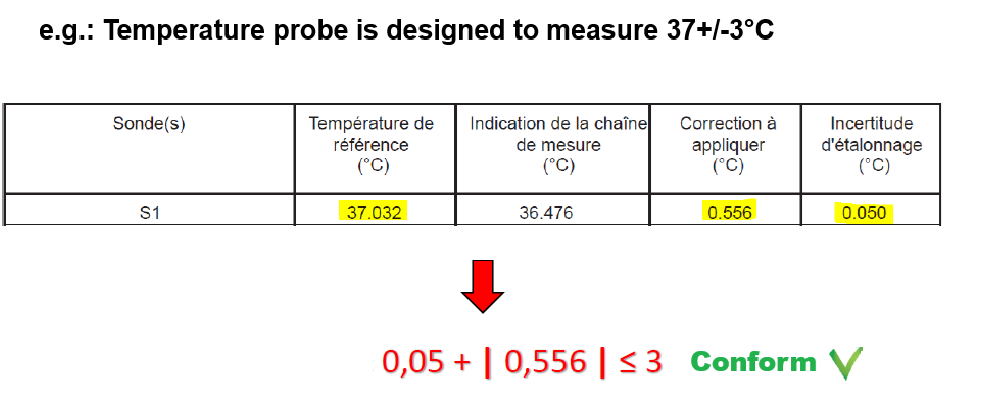 e.g.: Temperature probe is designed to measure 37+/-3°C
Sonde(s)
Température de
référence
(°C)
Indication de la chaîne
de mesure
(°C)
Correction à
appliquer
(°C)
Incertitude
d'étalonnage
(°C)
S1 37.032 36.476 0.556 0.050
0,05 + | 0,556 | ≤ 3 Conform